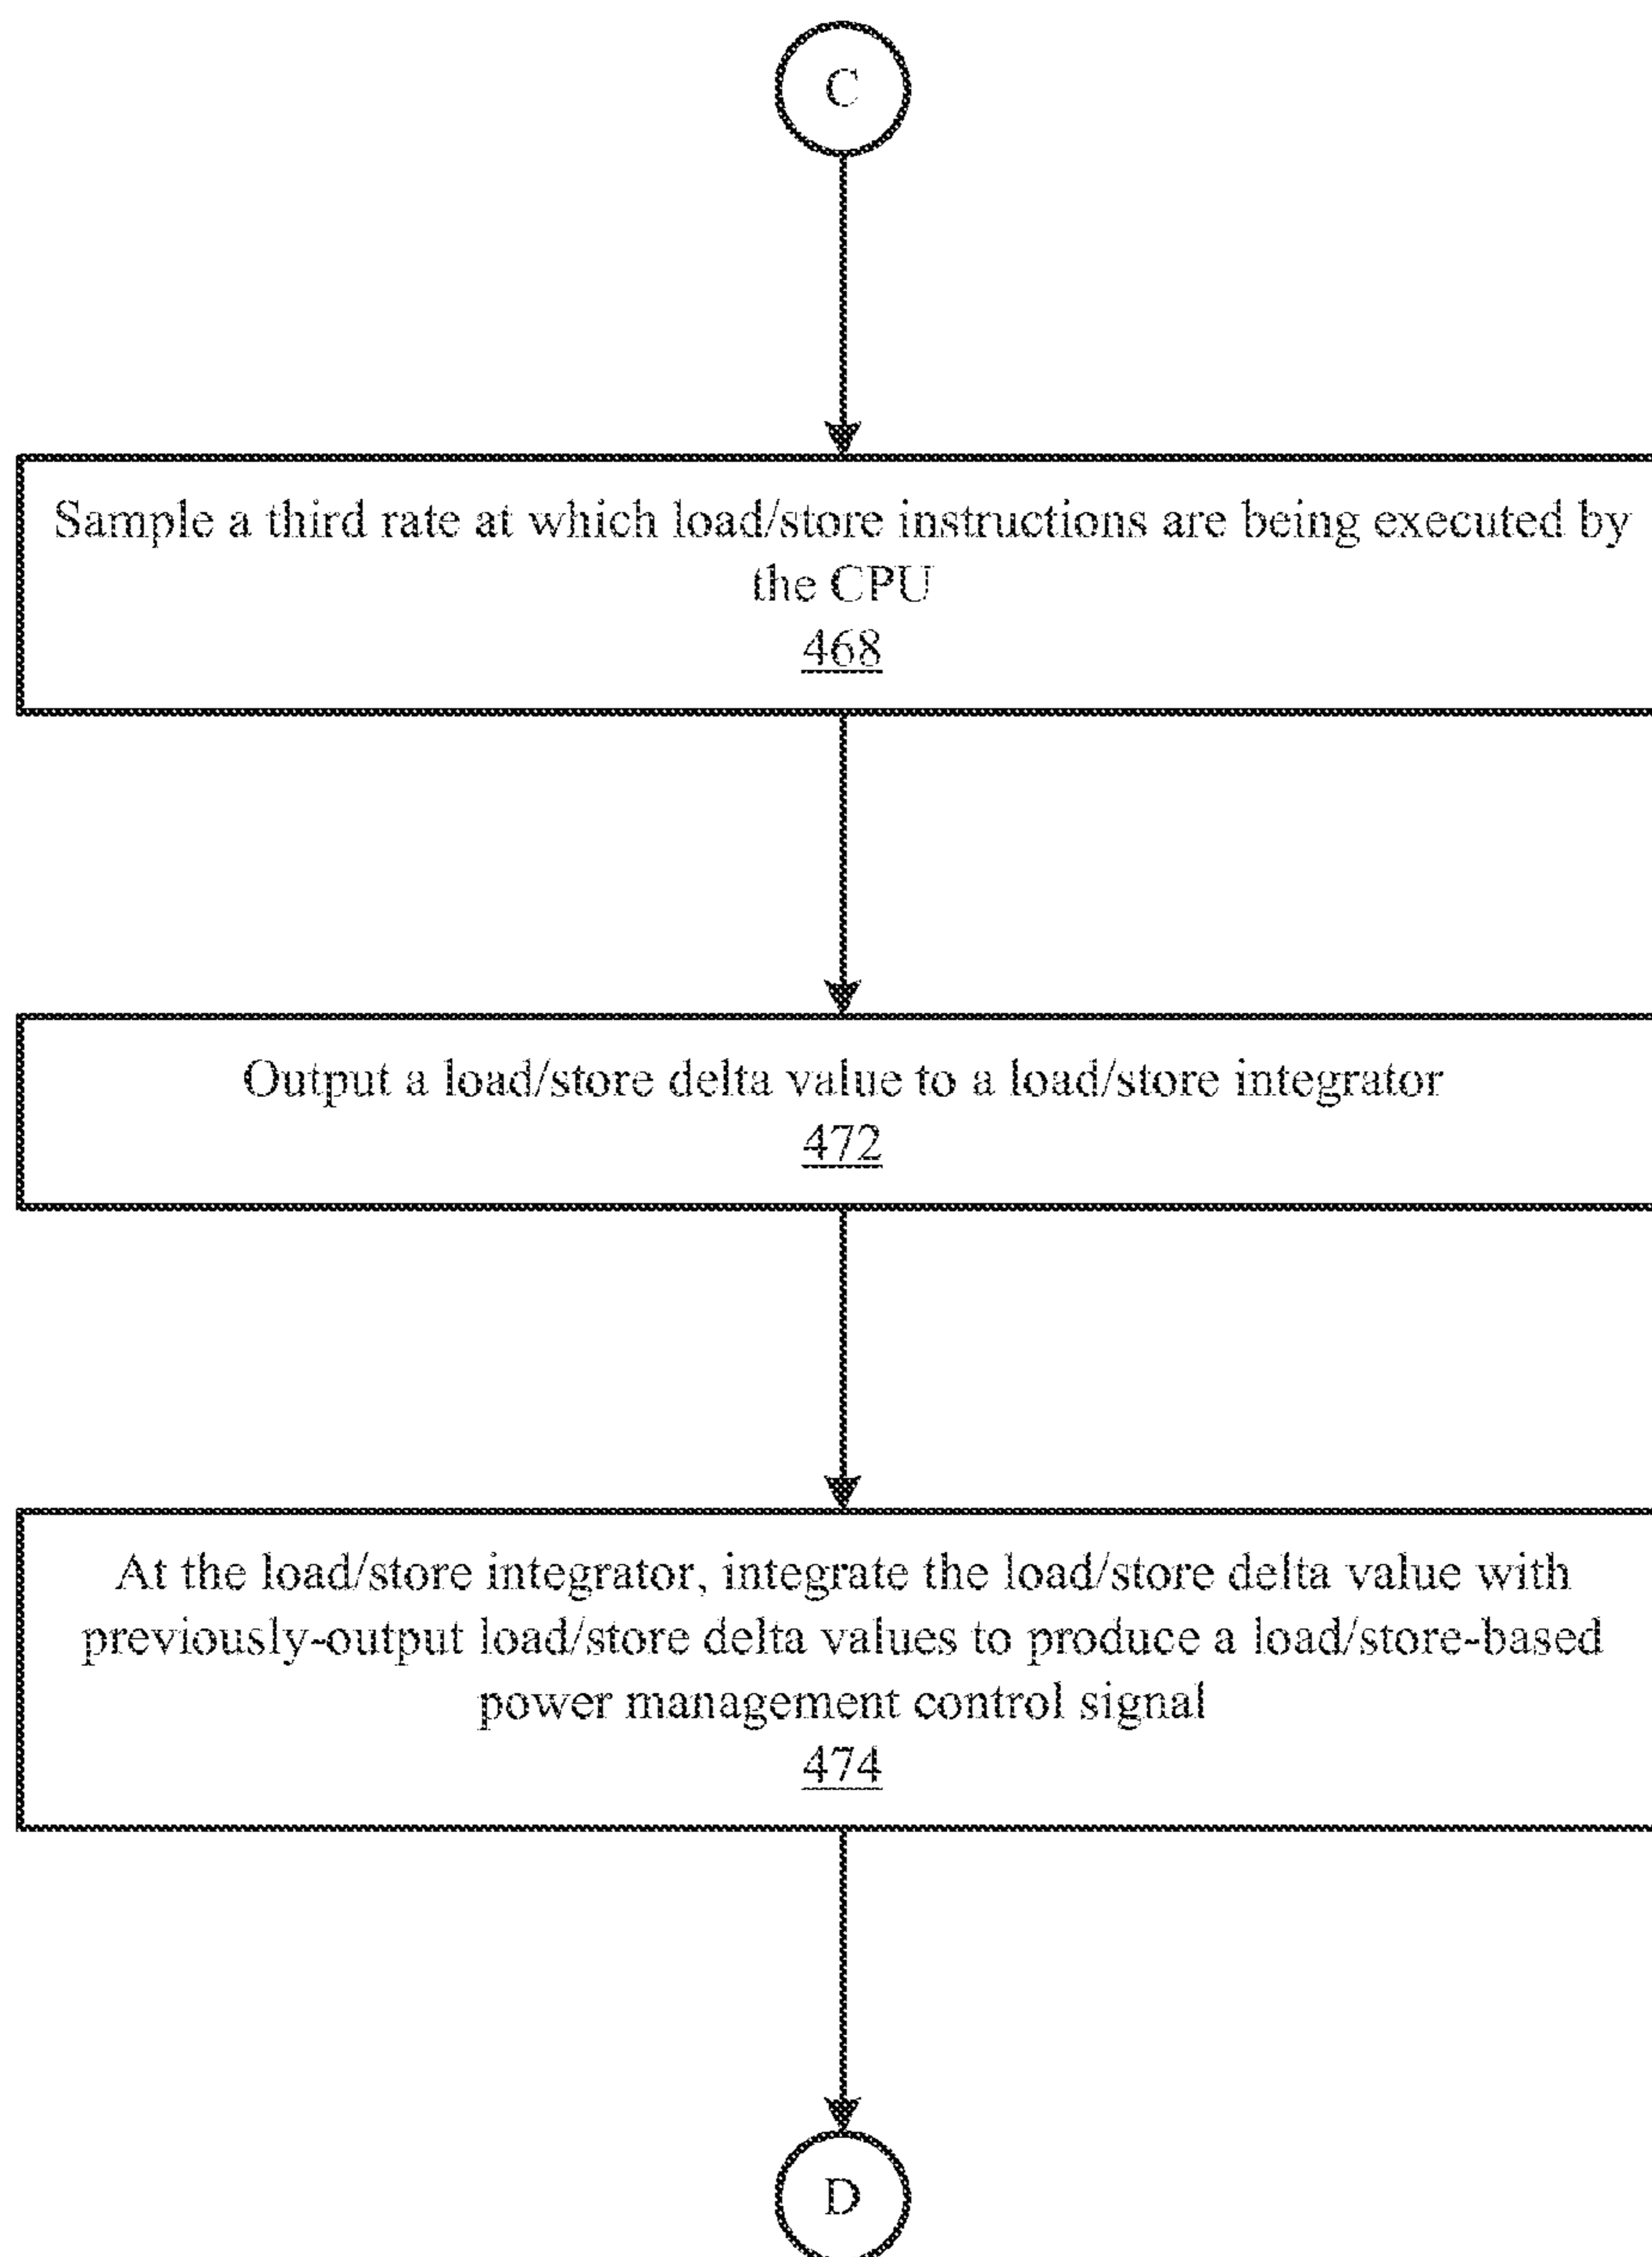 C
Sample a third rate at which load/store instructions are being executed by
the CPU
468
Output a load/store delta value to a load/store integrator
472
At the load/store integrator, integrate the load/store delta value with
previously-output load/store delta values to produce a load/store-based
power management control signal
474
D